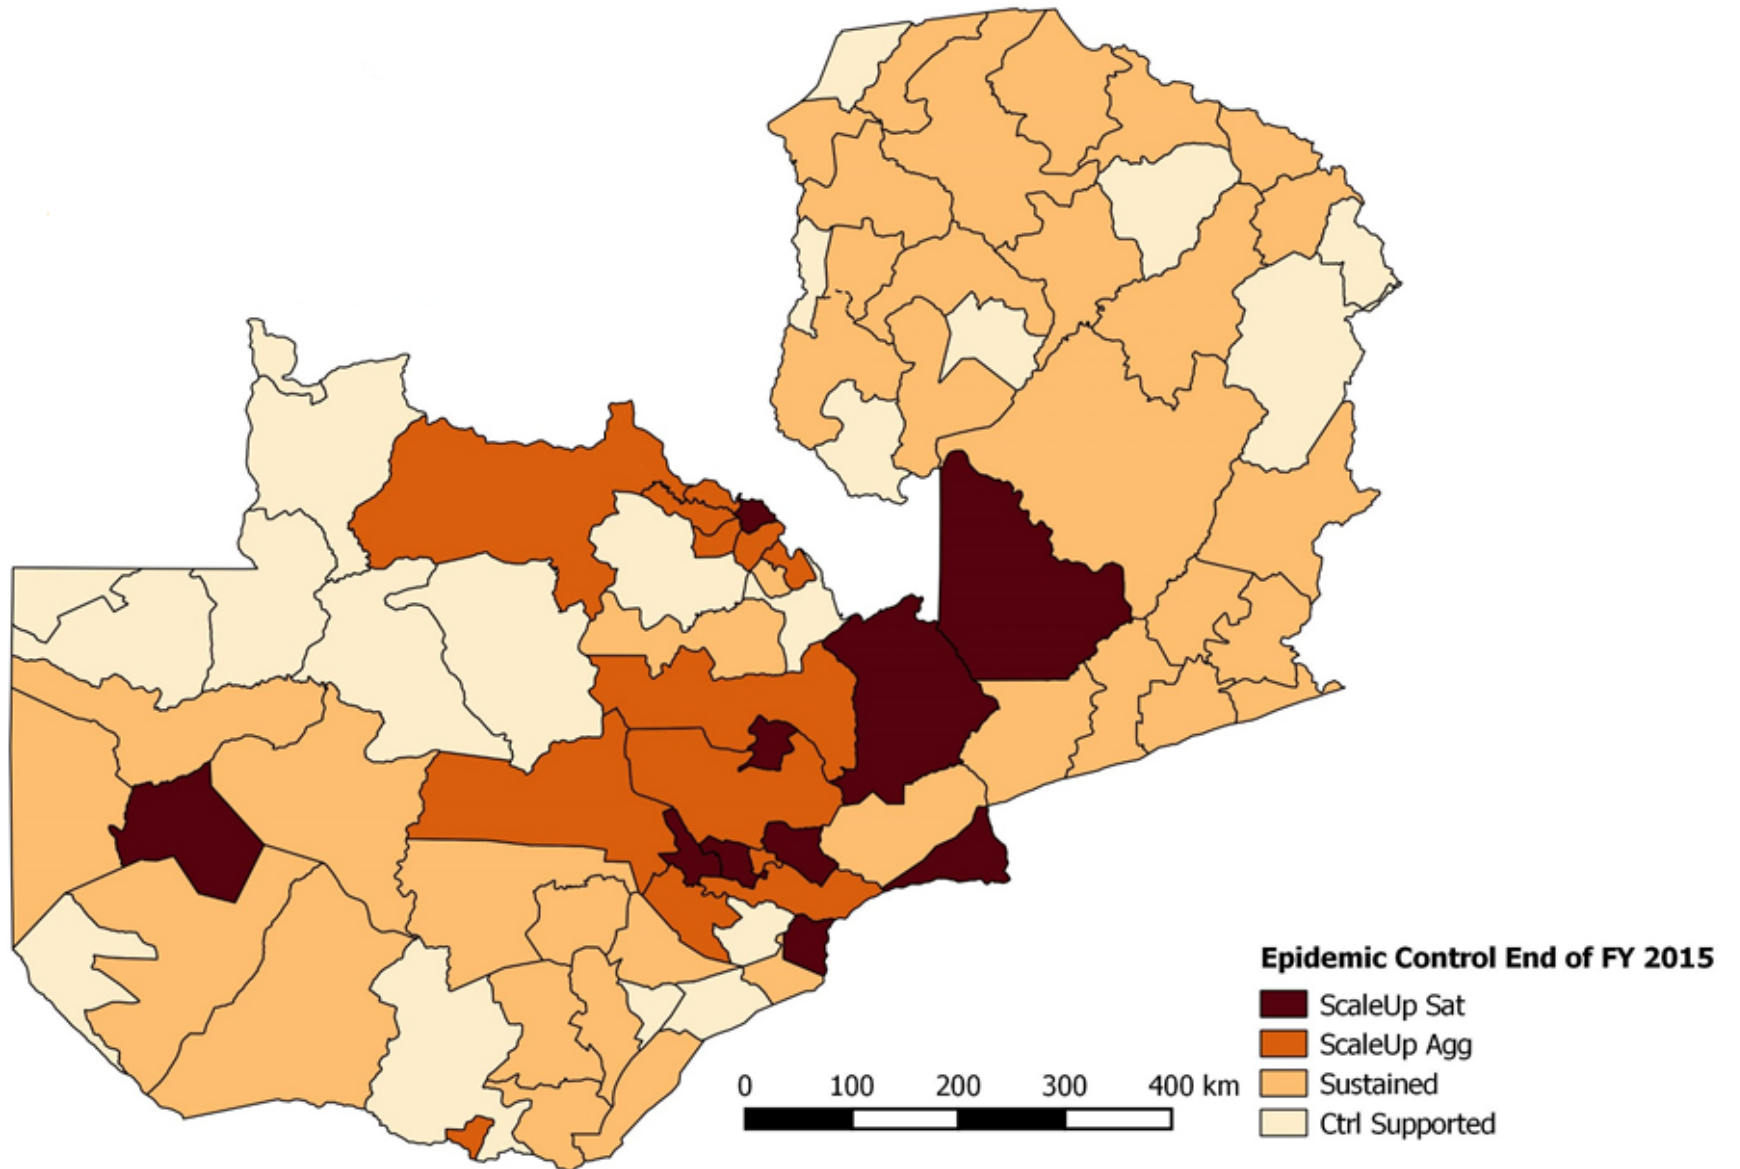 Epidemic Control End of FY 2015
ScaleUp Sat
ScaleUp Agg
Sustained
Ctrl Supported
0 100 200 300 400 km